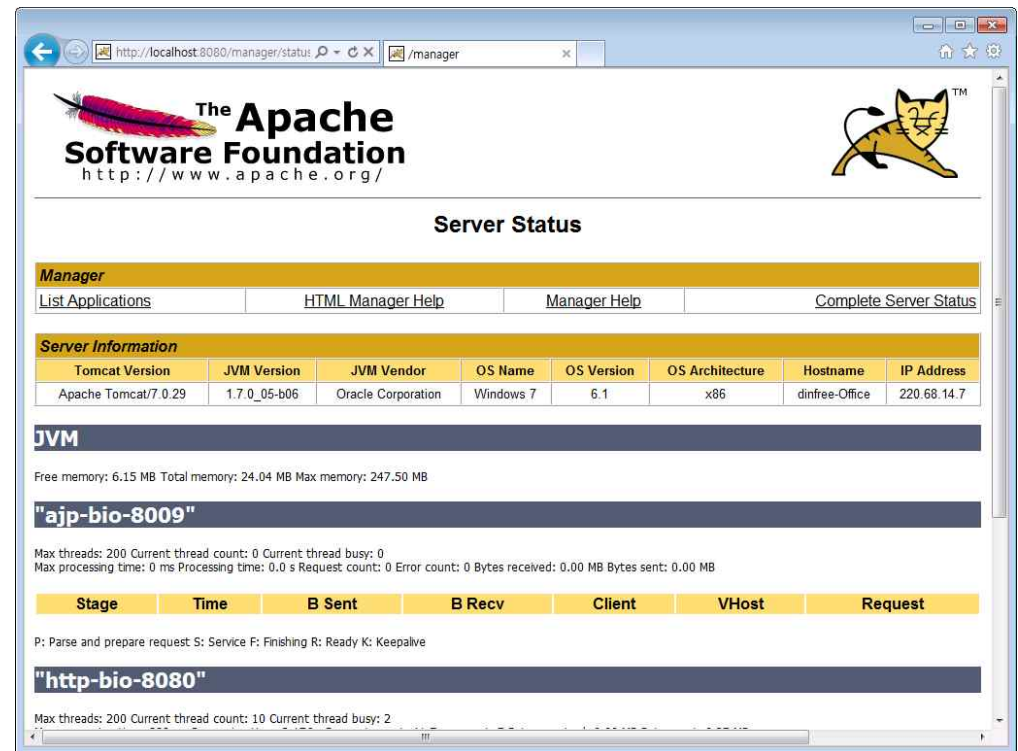 http://localhost:8080/manager/statu
/manager
The Apache
Software Foundation
http://www.apache.org/
TM
Server Status
Manager
List Applications HTML Manager Help Manager Help Complete Server Status
Server Information
Tomcat Version JVM Version JVM Vendor OS Name OS Version OS Architecture Hostname IP Address
Apache Tomcat/7.0.29 1.7.0_05-b06 Oracle Corporation Windows 7 6.1 x86 dinfree-Office 220.68.14.7
JVM
Free memory: 6.15 MB Total memory: 24.04 MB Max memory: 247.50 MB
"ajp-bio-8009"
Max threads: 200 Current thread count: 0 Current thread busy: 0
Max processing time: 0 ms Processing time: 0.0 s Request count: 0 Error count: 0 Bytes received: 0.00 MB Bytes sent: 0.00 MB
Stage Time B Sent B Recv Client VHost Request
P: Parse and prepare request S: Service F: Finishing R: Ready K: Keepalive
"http-bio-8080"
Max threads: 200 Current thread count: 10 Current thread busy: 2